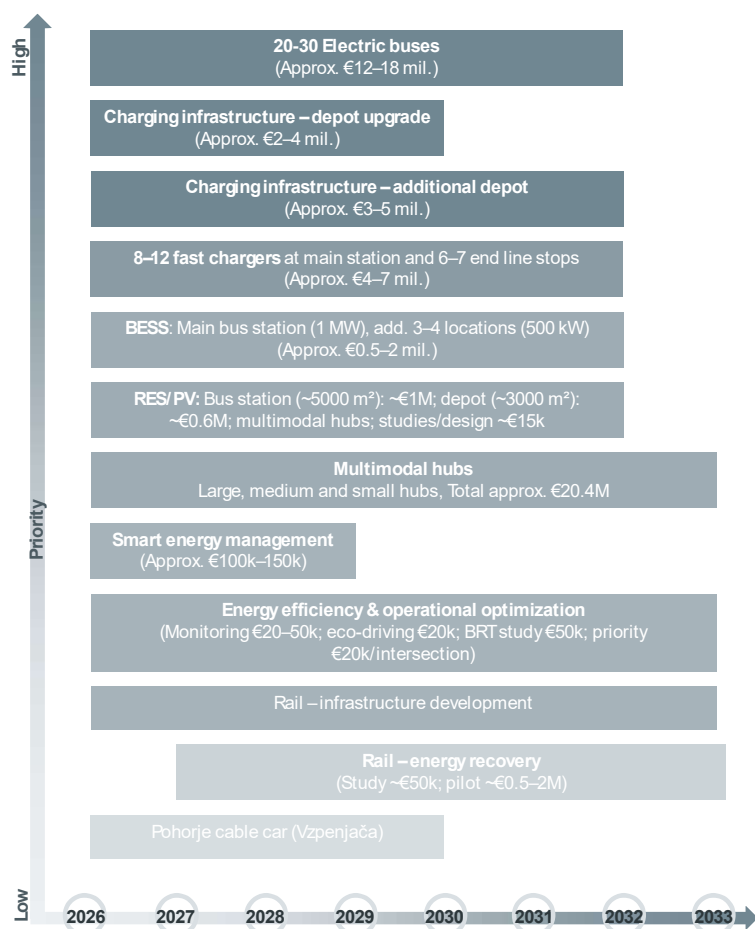 High
20-30 Electric buses
(Approx. €12–18 mil.)
Charging infrastructure – depot upgrade
(Approx. €2–4 mil.)
Charging infrastructure – additional depot
(Approx. €3–5 mil.)
8–12 fast chargers at main station and 6–7 end line stops
(Approx. €4–7 mil.)
BESS: Main bus station (1 MW), add. 3–4 locations (500 kW)
(Approx. €0.5–2 mil.)
RES/PV: Bus station (~5000 m²): ~€1M; depot (~3000 m²):
~€0.6M; multimodal hubs; studies/design ~€15k
Multimodal hubs
Large, medium and small hubs, Total approx. €20.4M
Priority
Smart energy management
(Approx. €100k–150k)
Energy efficiency & operational optimization
(Monitoring €20–50k; eco-driving €20k; BRT study €50k; priority
€20k/intersection)
Rail – infrastructure development
Rail – energy recovery
(Study ~€50k; pilot ~€0.5–2M)
Pohorje cable car (Vzpenjača)
Low
2026 2027 2028 2029 2030 2031 2032 2033